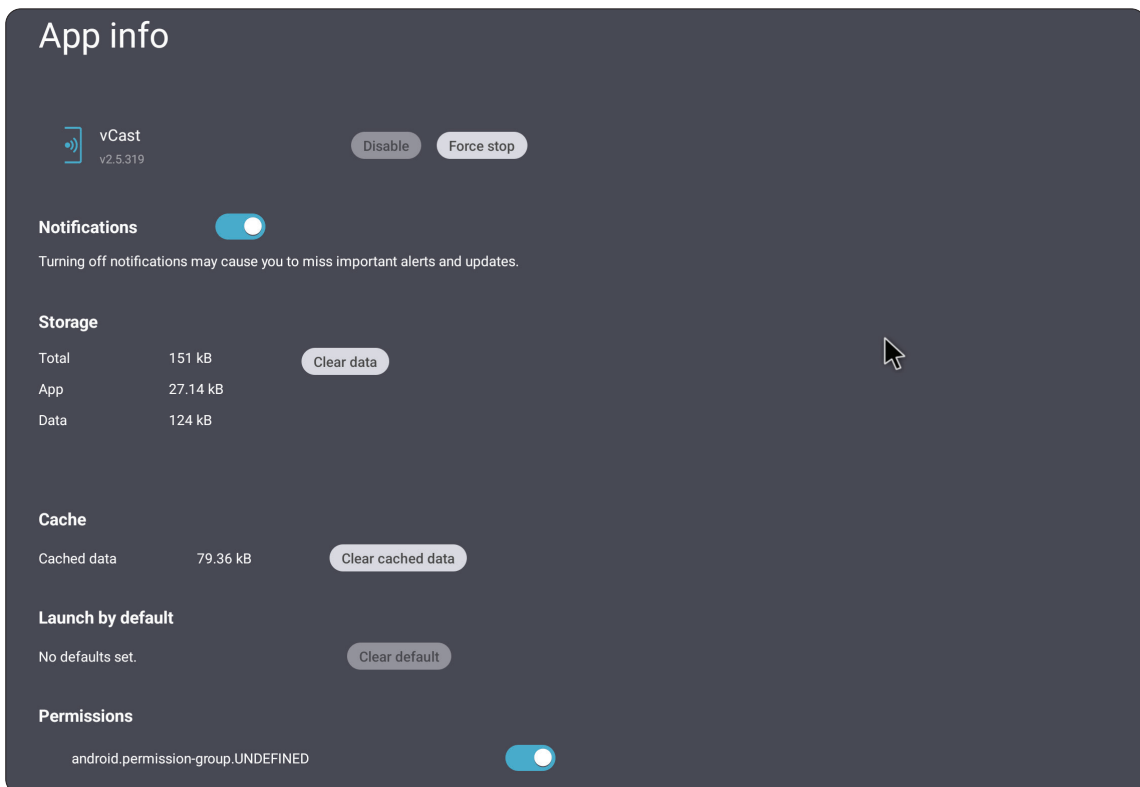 App info
vCast
v2.5.319
Disable
Force stop
Notifications
Turning off notifications may cause you to miss important alerts and updates.
Storage
Total 151 kB Clear data
App 27.14 kB
Data 124 kB
Cache
Cached data 79.36 kB Clear cached data
Launch by default
No defaults set. Clear default
Permissions
android.permission-group.UNDEFINED